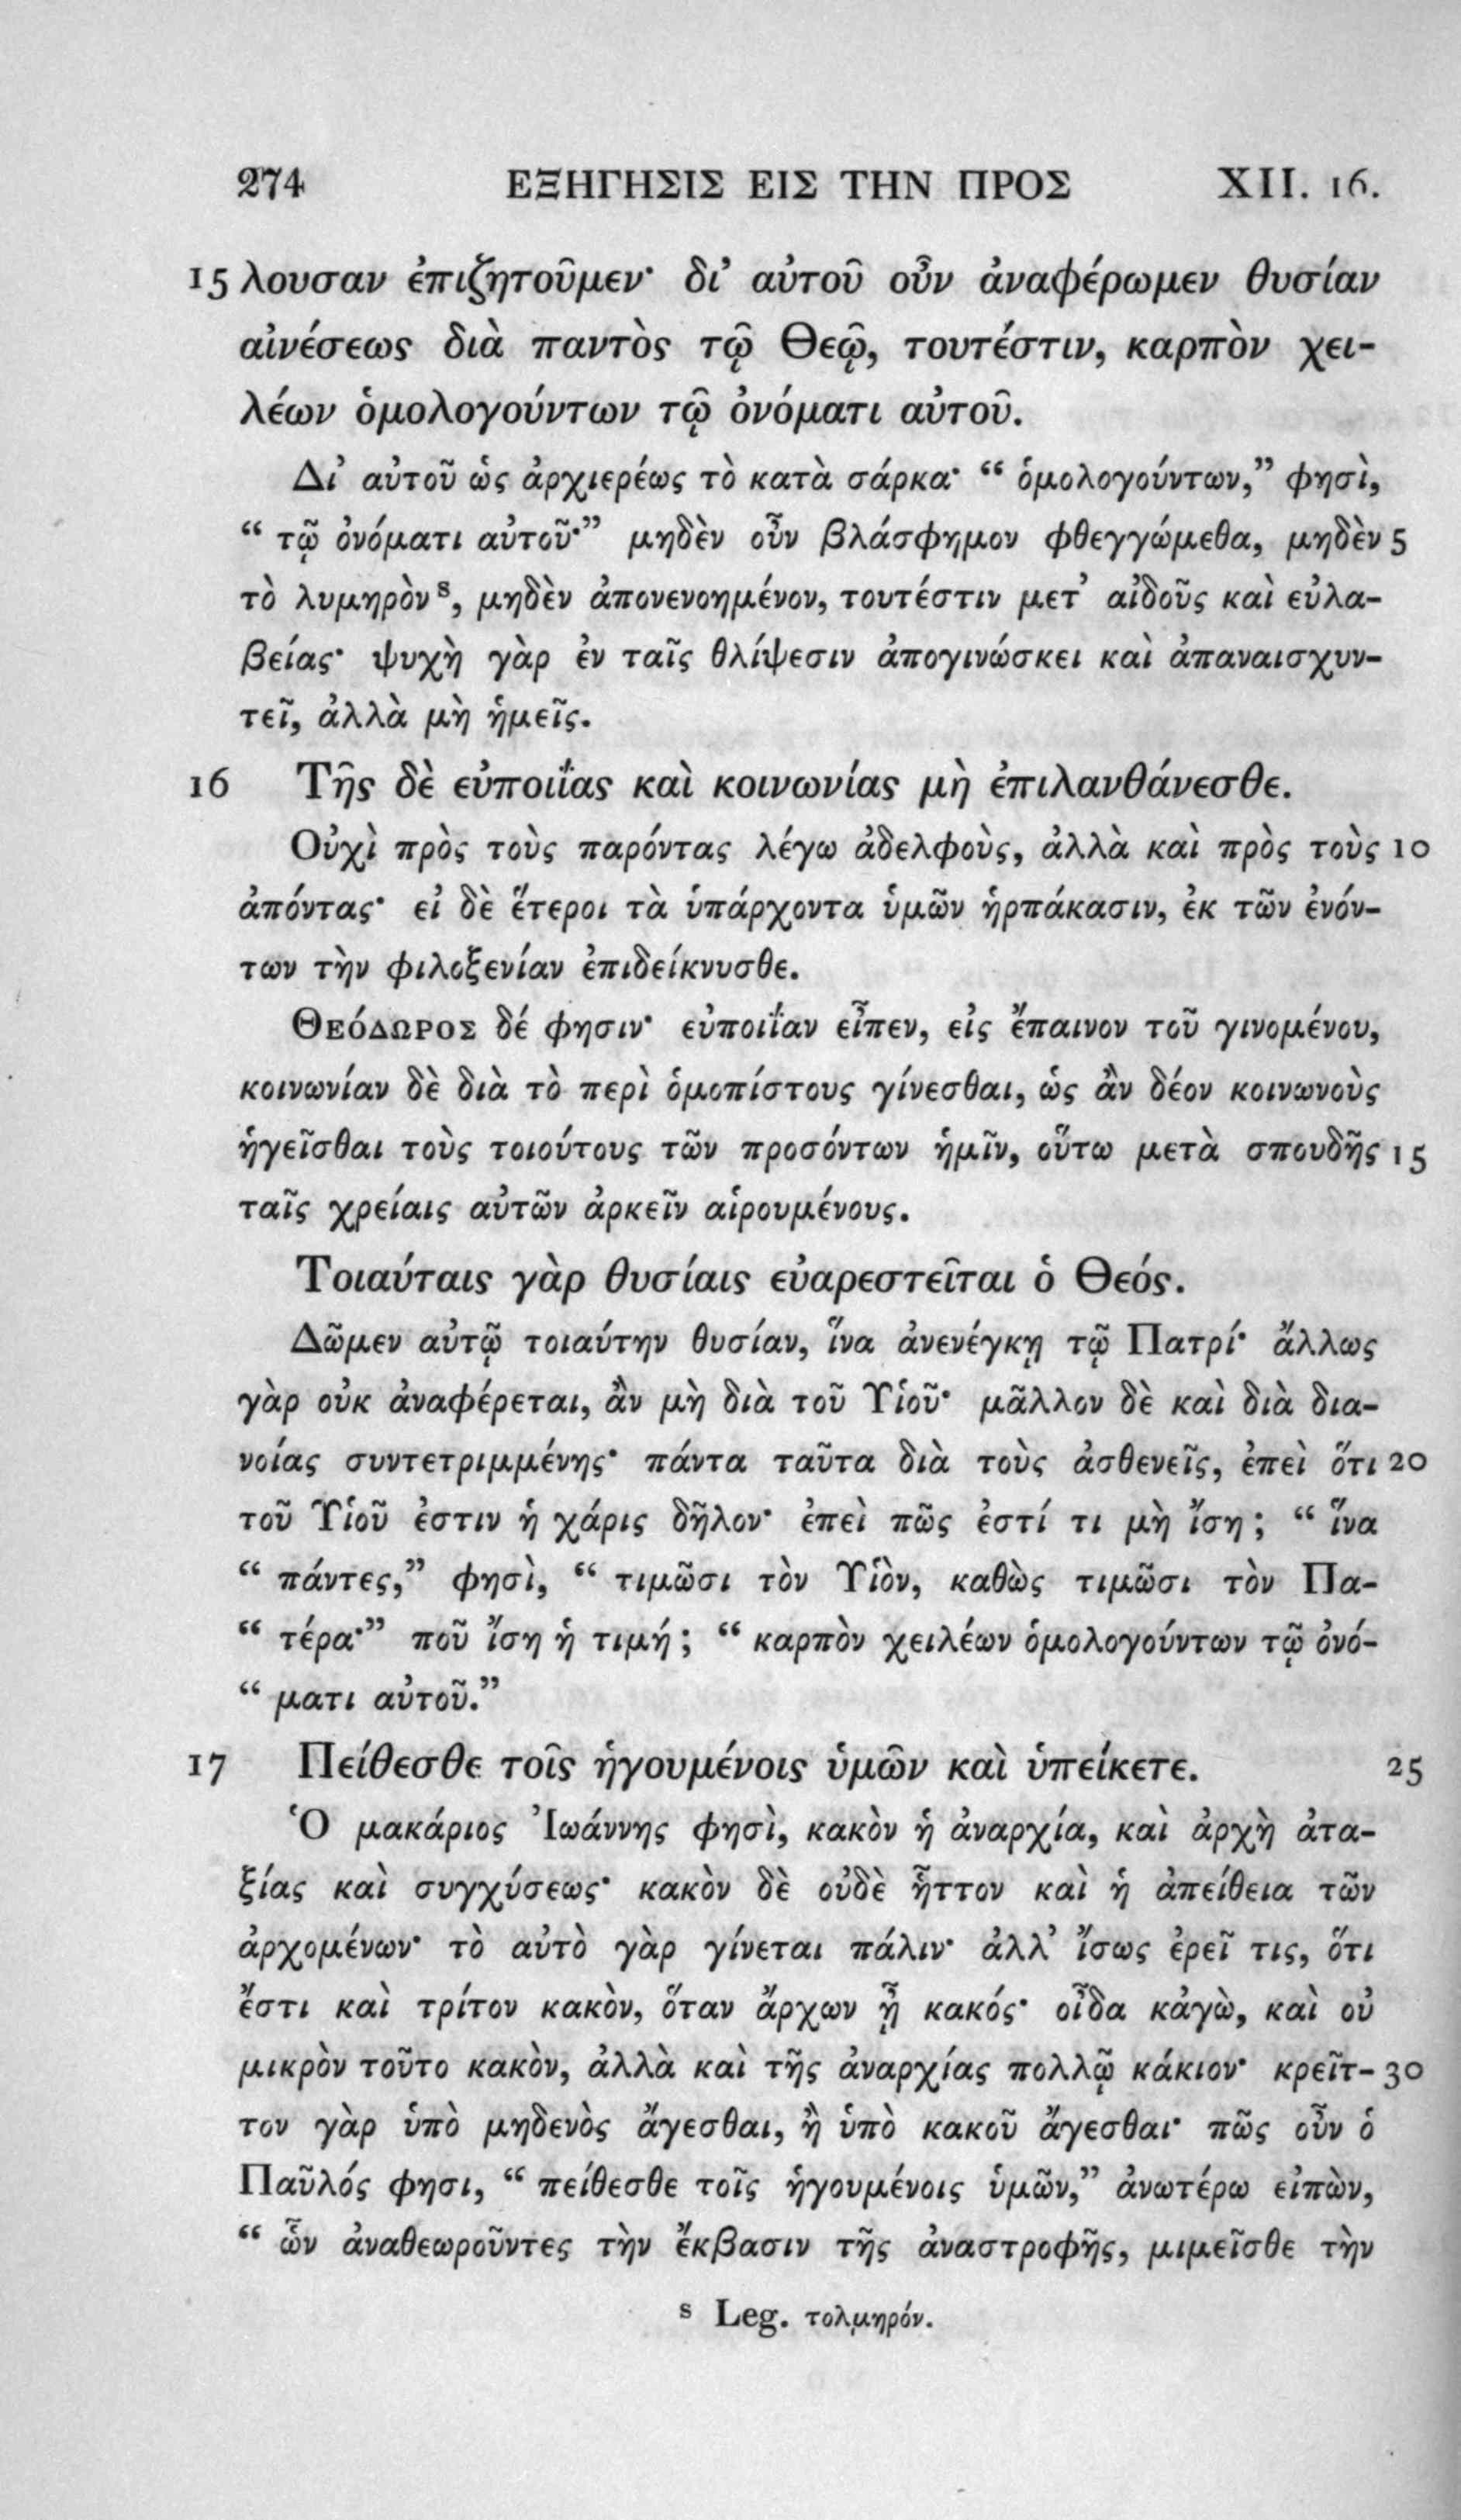 274 ΕΞΗΓΗΣΙΣ ΕΙΣ ΤΗΝ ΠΡΟΣ XII. 16.
15 λουσαν ἐπιζητοῦμεν· δι’ αὐτοῦ οὖν ἀναφέρωμεν θυσίαν
αἰνέσεως διὰ παντὸς τῷ Θεῷ, τουτέστιν, καρπὸν χει-
λέων ὁμολογούντων τῷ ὀνόματι αὐτοῦ.
Δι’ αὐτοῦ ὡς ἀρχιερέως τὸ κατὰ σάρκα· “ ὁμολογούντων,” φησὶ,
“ τῷ ὀνόματι αὐτοῦ·” μηδὲν οὖν βλάσφημον φθεγγώμεθα, μηδὲν 5
τὸ λυμηρὸν s, μηδὲν ἀπονενοημένον, τουτέστιν μετ’ αἰδοῦς καὶ εὐλα-
βείας· ψυχὴ γὰρ ἐν ταῖς θλίψεσιν ἀπογινώσκει καὶ ἀπαναισχυν-
τεῖ, ἀλλὰ μὴ ἡμεῖς.
16 Τῆς δὲ εὐποιΐας καὶ κοινωνίας μὴ ἐπιλανθάνεσθε.
Οὐχὶ πρὸς τοὺς παρόντας λέγω ἀδελφοὺς, ἀλλὰ καὶ πρὸς τοὺς 10
ἀπόντας· εἰ δὲ ἕτεροι τὰ ὑπάρχοντα ὑμῶν ἡρπάκασιν, ἐκ τῶν ἐνόν-
των τὴν φιλοξενίαν ἐπιδείκνυσθε.
ΘΕΌΔΩΡΟΣ δέ φησιν· εὐποιΐαν εἶπεν, εἰς ἔπαινον τοῦ γινομένου,
κοινωνίαν δὲ διὰ τὸ περὶ ὁμοπίστους γίνεσθαι, ὡς ἂν δέον κοινωνοὺς
ἡγεῖσθαι τοὺς τοιούτους τῶν προσόντων ἡμῖν, οὕτω μετὰ σπουδῆς 15
ταῖς χρείαις αὐτῶν ἀρκεῖν αἱρουμένους.
Τοιαύταις γὰρ θυσίαις εὐαρεστεῖται ὁ Θεός.
Δῶμεν αὐτῷ τοιαύτην θυσίαν, ἵνα ἀνενέγκῃ τῷ Πατρί· ἄλλως
γὰρ οὐκ ἀναφέρεται, ἂν μὴ διὰ τοῦ Υἱοῦ· μᾶλλον δὲ καὶ διὰ δια-
νοίας συντετριμμένης· πάντα ταῦτα διὰ τοὺς ἀσθενεῖς, ἐπεὶ ὅτι 20
τοῦ Υἱοῦ ἐστιν ἡ χάρις δῆλον· ἐπεὶ πῶς ἐστί τι μὴ ἴση ; “ ἵνα
“ πάντες,” φησὶ, “ τιμῶσι τὸν Υἱὸν, καθὼς τιμῶσι τὸν Πα-
“ τέρα·” ποῦ ἴση ἡ τιμή ; “ καρπὸν χειλέων ὁμολογούντων τῷ ὀνό-
“ ματι αὐτοῦ.”
17 Πείθεσθε τοῖς ἡγουμένοις ὑμῶν καὶ ὑπείκετε. 25
Ὁ μακάριος Ἰωάννης φησὶ, κακὸν ἡ ἀναρχία, καὶ ἀρχὴ ἀτα-
ξίας καὶ συγχύσεως· κακὸν δὲ οὐδὲ ἧττον καὶ ἡ ἀπείθεια τῶν
ἀρχομένων· τὸ αὐτὸ γὰρ γίνεται πάλιν· ἀλλ’ ἴσως ἐρεῖ τις, ὅτι
ἔστι καὶ τρίτον κακὸν, ὅταν ἄρχων ᾖ κακός· οἶδα κἀγὼ, καὶ οὐ
μικρὸν τοῦτο κακὸν, ἀλλὰ καὶ τῆς ἀναρχίας πολλῷ κάκιον· κρεῖτ- 30
τον γὰρ ὑπὸ μηδενὸς ἄγεσθαι, ἢ ὑπὸ κακοῦ ἄγεσθαι· πῶς οὖν ὁ
Παῦλός φησι, “ πείθεσθε τοῖς ἡγουμένοις ὑμῶν,” ἀνωτέρω εἰπὼν,
“ ὧν ἀναθεωροῦντες τὴν ἔκβασιν τῆς ἀναστροφῆς, μιμεῖσθε τὴν
s Leg. τολμηρόν.